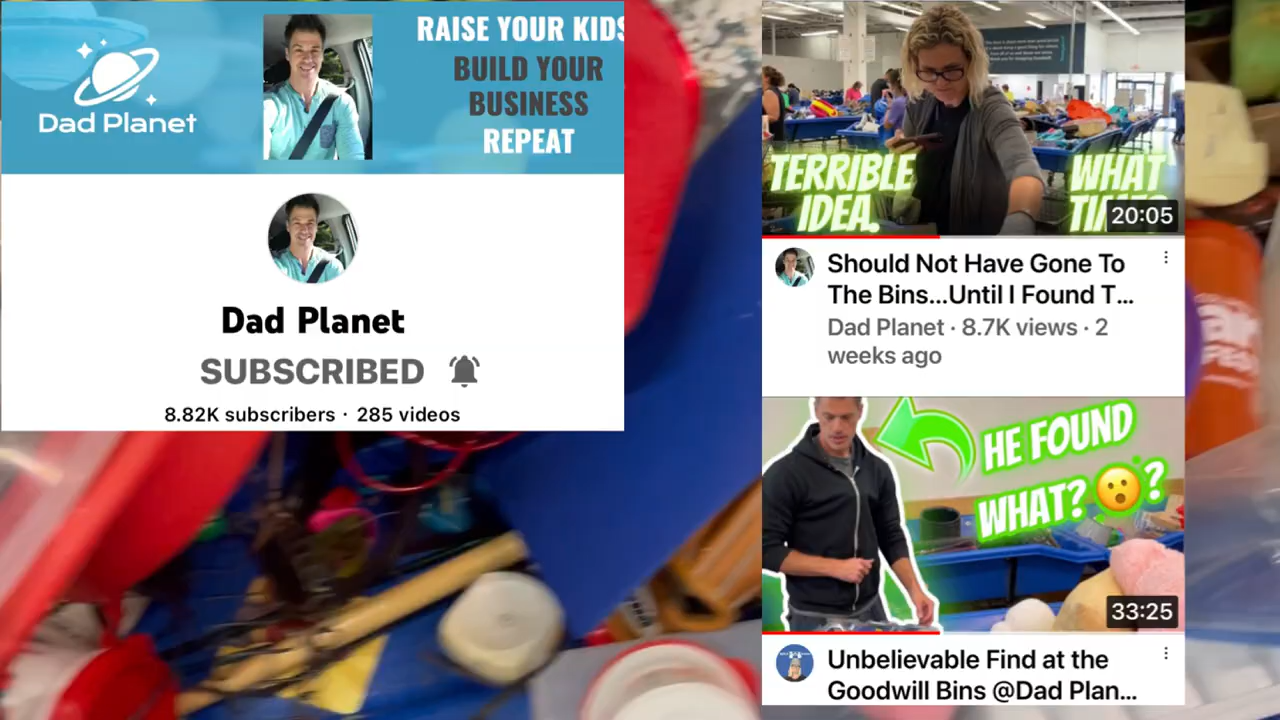 Dad Planet
RAISE YOUR KIDS
BUILD YOUR
BUSINESS
REPEAT
Dad Planet
SUBSCRIBED
8.82K subscribers · 285 videos
TERRIBLE
IDEA.
WHAT
20:05
Should Not Have Gone To
The Bins...Until I Found T...
Dad Planet · 8.7K views · 2
weeks ago
HE FOUND
WHAT? 😮?
33:25
Unbelievable Find at the
Goodwill Bins @Dad Plan...